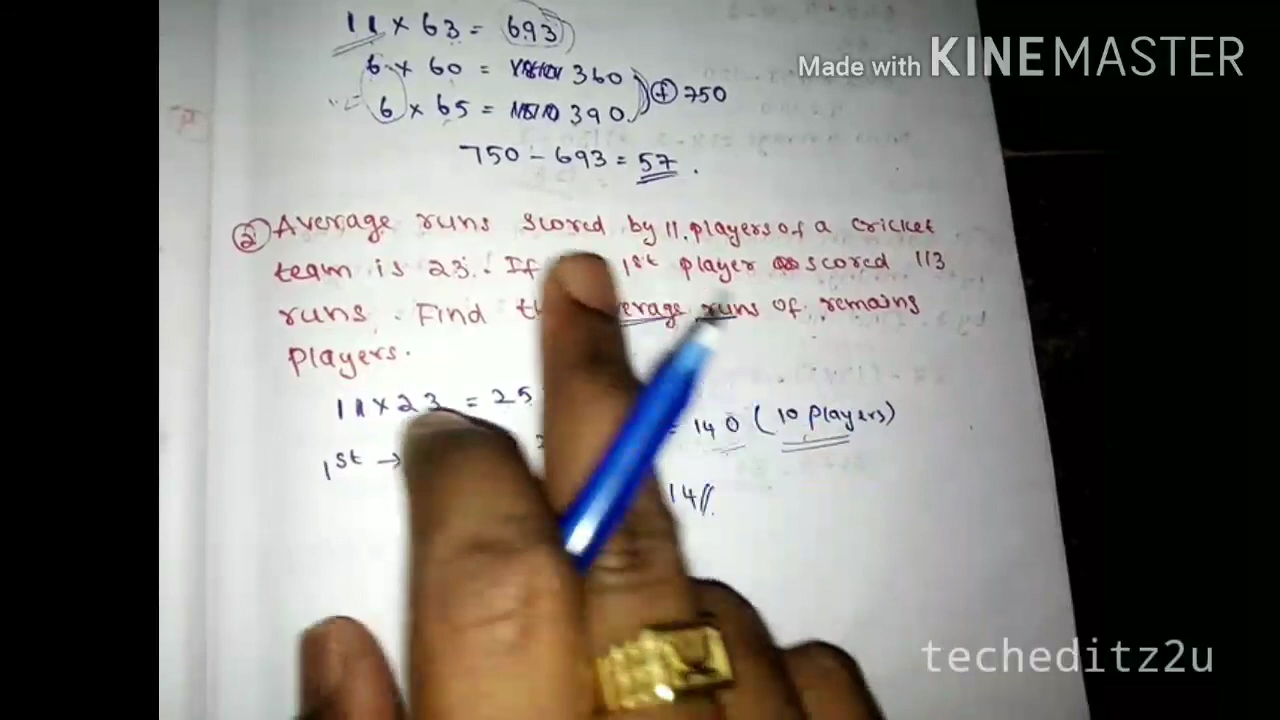 11 × 63 = 693
6 × 60 = 360
6 × 65 = 390
+ 750
750 - 693 = 57.
Made with KINEMASTER
② Average runs scored by 11 players of a cricket
team is 23. If 1st player scored 113
runs. Find runs of remains
players.
11 × 23 = 25
= 140 (10 players)
1st →
14//
techeditz2u